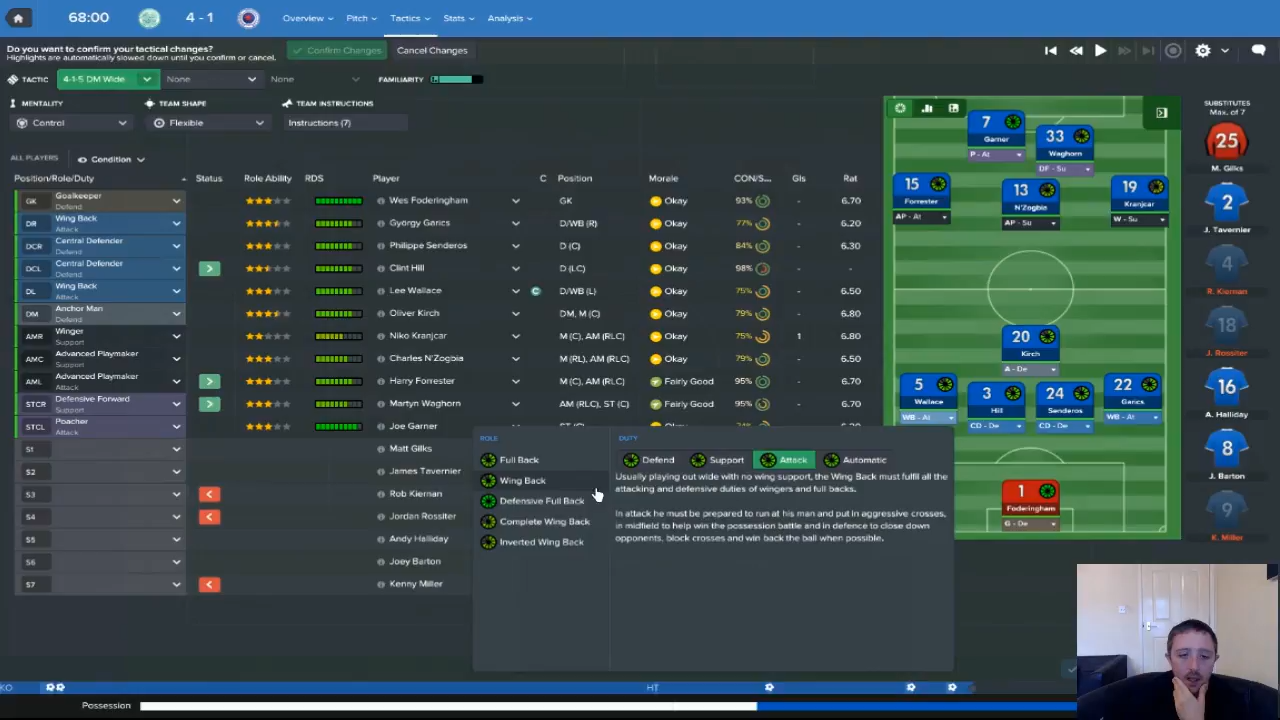 68:00 4 - 1 Overview Pitch Tactics Stats Analysis
Do you want to confirm your tactical changes?
Highlights are automatically slowed down until you confirm or cancel.
Confirm Changes Cancel Changes
TACTIC 4-1-5 DM Wide None None FAMILIARITY
MENTALITY TEAM SHAPE TEAM INSTRUCTIONS
Control Flexible Instructions (7)
ALL PLAYERS Condition
Position/Role/Duty Status Role Ability RDS Player C Position Morale CON/S... Gls Rat
GK Goalkeeper Defend Wes Foderingham GK Okay 93% - 6.70
DR Wing Back Attack György Garics D/WB (R) Okay 77% - 6.20
DCR Central Defender Defend Philippe Senderos D (C) Okay 84% - 6.30
DCL Central Defender Defend Clint Hill D (LC) Okay 98% - -
DL Wing Back Attack Lee Wallace C D/WB (L) Okay 75% - 6.50
DM Anchor Man Defend Oliver Kirch DM, M (C) Okay 79% - 6.80
AMR Winger Support Niko Kranjcar M (C), AM (RLC) Okay 75% 1 6.80
AMC Advanced Playmaker Support Charles N'Zogbia M (RL), AM (RLC) Okay 79% - 6.50
AML Advanced Playmaker Attack Harry Forrester M (C), AM (RLC) Fairly Good 95% - 6.70
STCR Defensive Forward Support Martyn Waghorn AM (RLC), ST (C) Fairly Good 95% - 6.70
STCL Poacher Attack Joe Garner
S1 Matt Gilks
S2 James Tavernier
S3 Rob Kiernan
S4 Jordan Rossiter
S5 Andy Halliday
S6 Joey Barton
S7 Kenny Miller
ROLE DUTY
Full Back
Wing Back
Defensive Full Back
Complete Wing Back
Inverted Wing Back
Defend Support Attack Automatic
Usually playing out wide with no wing support, the Wing Back must fulfil all the
attacking and defensive duties of wingers and full backs.
In attack he must be prepared to run at his man and put in aggressive crosses,
in midfield to help win the possession battle and in defence to close down
opponents, block crosses and win back the ball when possible.
7 Garner P - At
33 Waghorn DF - Su
15 Forrester AP - At
13 N'Zogbia AP - Su
19 Kranjcar W - Su
20 Kirch A - De
5 Wallace WB - At
3 Hill CD - De
24 Senderos CD - De
22 Garics WB - At
1 Foderingham G - De
SUBSTITUTES
Max. of 7
25 M. Gilks
2 J. Tavernier
4 R. Kiernan
18 J. Rossiter
16 A. Halliday
8 J. Barton
9 K. Miller
KO HT
Possession